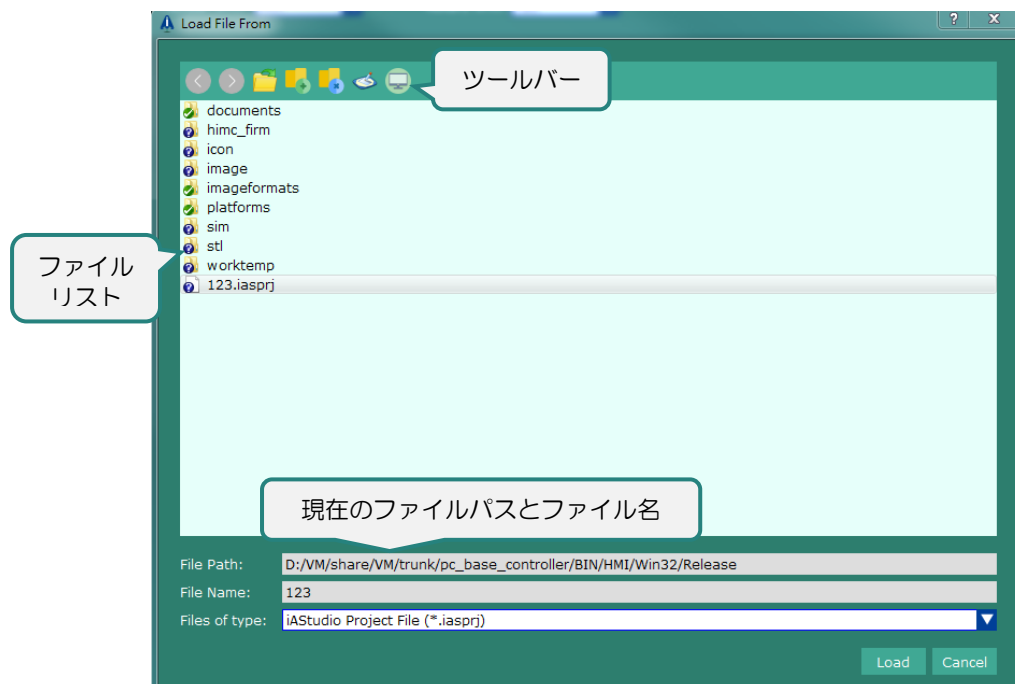 Load File From
ツールバー
documents
himc_firm
icon
image
imageformats
platforms
sim
stl
worktemp
123.iasprj
ファイル
リスト
現在のファイルパスとファイル名
File Path: D:/VM/share/VM/trunk/pc_base_controller/BIN/HMI/Win32/Release
File Name: 123
Files of type: iAStudio Project File (*.iasprj)
Load Cancel